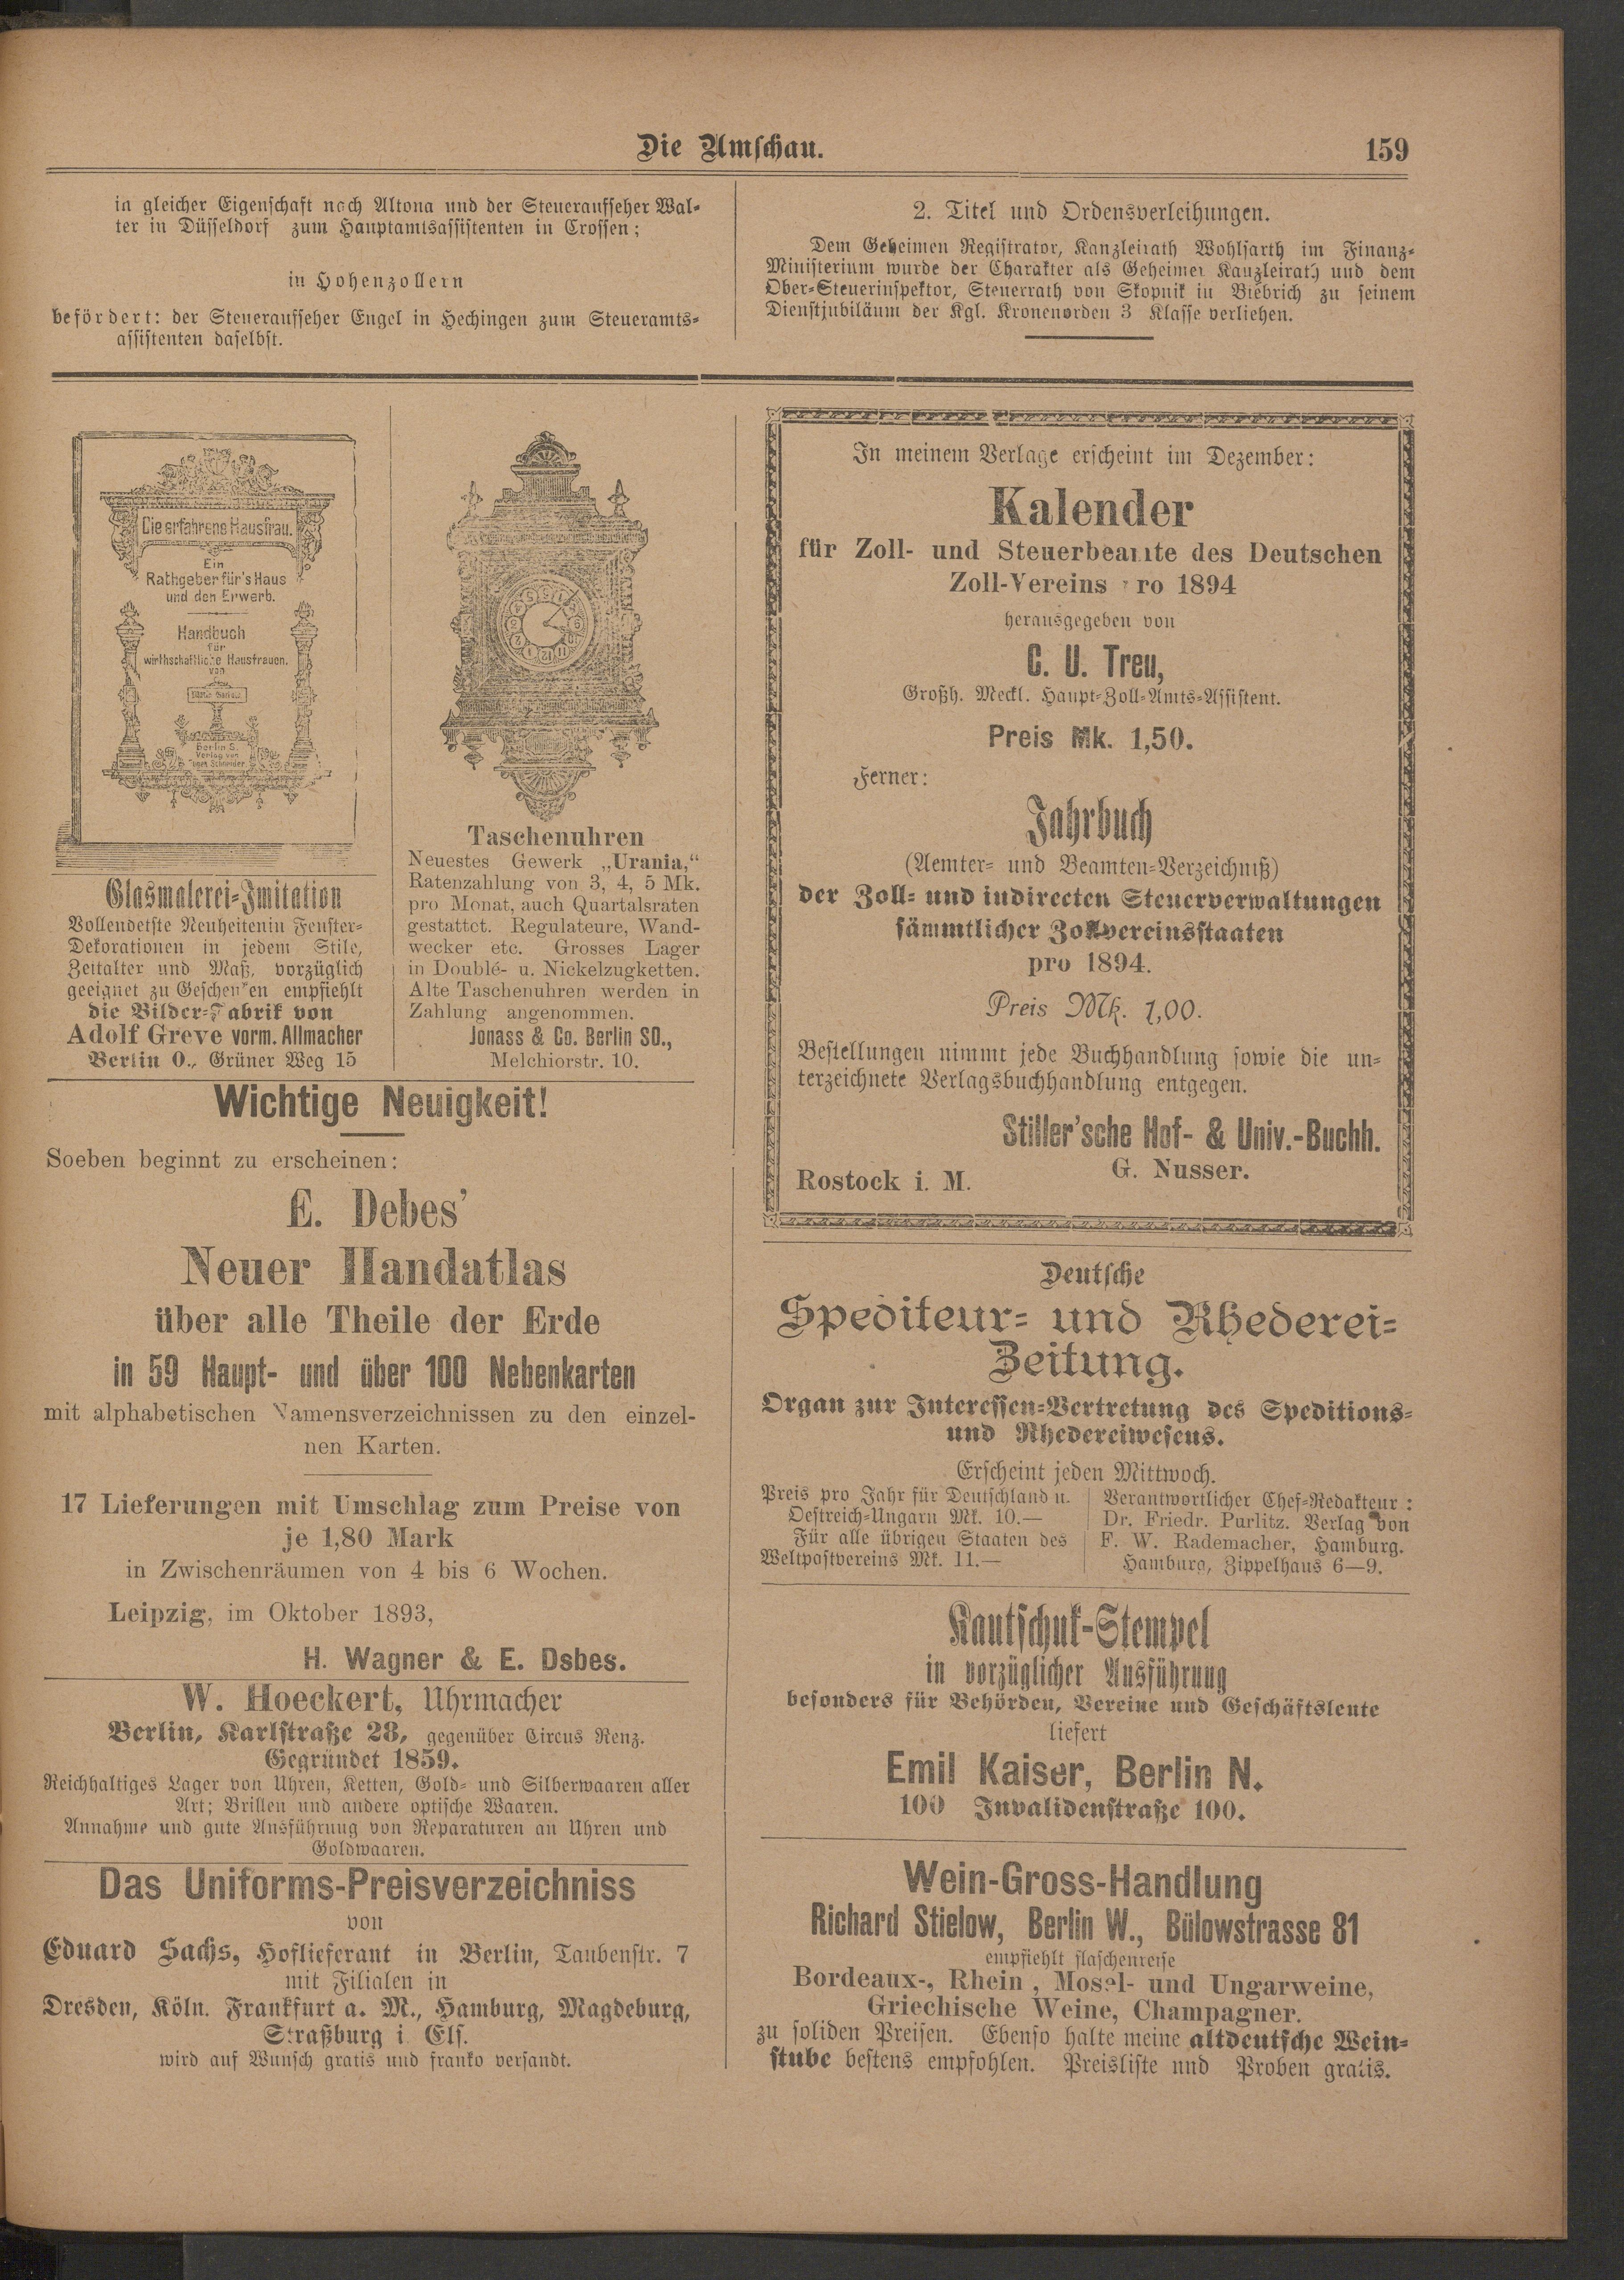 Die Umschau.
159
in gleicher Eigenschaft nach Altona und der Steueraufseher Wal-
ter in Düsseldorf zum Hauptamtsassistenten in Crossen;
in Hohenzollern
befördert: der Steueraufseher Engel in Hechingen zum Steueramts-
assistenten daselbst.
2. Titel und Ordensverleihungen.
Dem Geheimen Registrator, Kanzleirath Wohlfarth im Finanz-
Ministerium wurde der Charakter als Geheimer Kanzleirath und dem
Ober-Steuerinspektor, Steuerrath von Skopnik in Biebrich zu seinem
Dienstjubiläum der Kgl. Kronenorden 3 Klasse verliehen.
Die erfahrene Hausfrau.
Ein
Rathgeber für's Haus
und den Erwerb.
Handbuch
für
wirthschaftliche Hausfrauen.
von
Berlin S.
Verlag von
Schneider
Glasmalerei-Imitation
Vollendetste Neuheiten in Fenster-
Dekorationen in jedem Stile,
Zeitalter und Maß, vorzüglich
geeignet zu Geschenken empfiehlt
die Bilder-Fabrik von
Adolf Greve vorm. Allmacher
Berlin O., Grüner Weg 15
Taschenuhren
Neuestes Gewerk „Urania,“
Ratenzahlung von 3, 4, 5 Mk.
pro Monat, auch Quartalsraten
gestattet. Regulateure, Wand-
wecker etc. Grosses Lager
in Doublé- u. Nickelzugketten.
Alte Taschenuhren werden in
Zahlung angenommen.
Jonass & Co. Berlin SO.,
Melchiorstr. 10.
Wichtige Neuigkeit!
Soeben beginnt zu erscheinen:
E. Debes'
Neuer Handatlas
über alle Theile der Erde
in 59 Haupt- und über 100 Nebenkarten
mit alphabetischen Namensverzeichnissen zu den einzel-
nen Karten.
17 Lieferungen mit Umschlag zum Preise von
je 1,80 Mark
in Zwischenräumen von 4 bis 6 Wochen.
Leipzig, im Oktober 1893,
H. Wagner & E. Dsbes.
W. Hoeckert, Uhrmacher
Berlin, Karlstraße 28, gegenüber Circus Renz.
Gegründet 1859.
Reichhaltiges Lager von Uhren, Ketten, Gold- und Silberwaaren aller
Art; Brillen und andere optische Waaren.
Annahme und gute Ausführung von Reparaturen an Uhren und
Goldwaaren.
Das Uniforms-Preisverzeichniss
von
Eduard Sachs, Hoflieferant in Berlin, Taubenstr. 7
mit Filialen in
Dresden, Köln. Frankfurt a. M., Hamburg, Magdeburg,
Straßburg i Els.
wird auf Wunsch gratis und franko versandt.
In meinem Verlage erscheint im Dezember:
Kalender
für Zoll- und Steuerbeamte des Deutschen
Zoll-Vereins pro 1894
herausgegeben von
C. U. Treu,
Großh. Meckl. Haupt-Zoll-Amts-Assistent.
Preis Mk. 1,50.
Ferner:
Jahrbuch
(Aemter- und Beamten-Verzeichniß)
der Zoll- und indirecten Steuerverwaltungen
sämmtlicher Zollvereinsstaaten
pro 1894.
Preis Mk. 1,00.
Bestellungen nimmt jede Buchhandlung sowie die un-
terzeichnete Verlagsbuchhandlung entgegen.
Stiller'sche Hof- & Univ.-Buchh.
G. Nusser.
Rostock i. M.
Deutsche
Spediteur- und Rhederei-
Zeitung.
Organ zur Interessen-Vertretung des Speditions-
und Rhedereiwesens.
Erscheint jeden Mittwoch.
Preis pro Jahr für Deutschland u.
Oestreich-Ungarn Mk. 10.—
Für alle übrigen Staaten des
Weltpostvereins Mk. 11.—
Verantwortlicher Chef-Redakteur:
Dr. Friedr. Purlitz. Verlag von
F. W. Rademacher, Hamburg.
Hamburg, Zippelhaus 6—9.
Kautschuk-Stempel
in vorzüglicher Ausführung
besonders für Behörden, Vereine und Geschäftsleute
liefert
Emil Kaiser, Berlin N.
100 Invalidenstraße 100.
Wein-Gross-Handlung
Richard Stielow, Berlin W., Bülowstrasse 81
empfiehlt flaschenweise
Bordeaux-, Rhein, Mosel- und Ungarweine,
Griechische Weine, Champagner.
zu soliden Preisen. Ebenso halte meine altdeutsche Wein-
stube bestens empfohlen. Preisliste und Proben gratis.